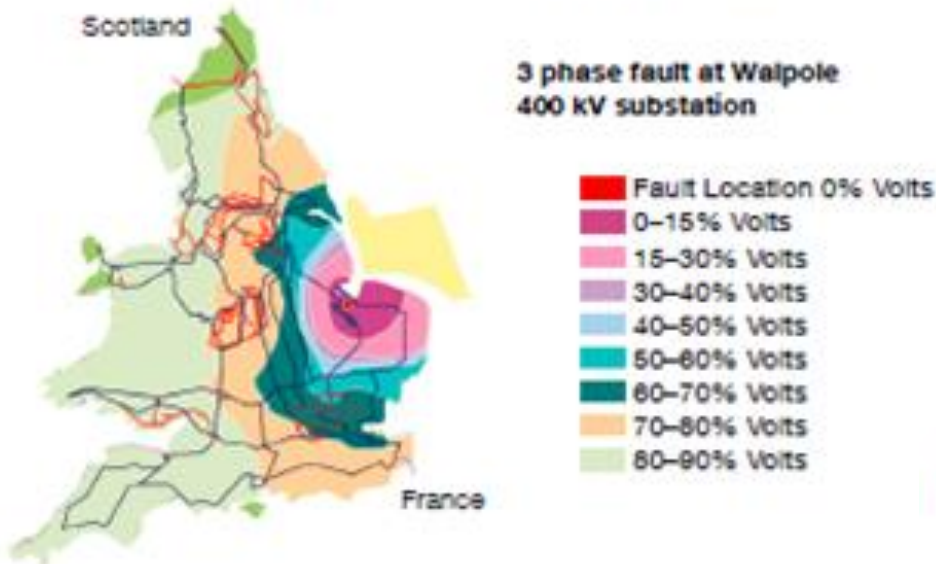 Scotland
3 phase fault at Walpole
400 kV substation
Fault Location 0% Volts
0–15% Volts
15–30% Volts
30–40% Volts
40–50% Volts
50–60% Volts
60–70% Volts
70–80% Volts
80–90% Volts
France